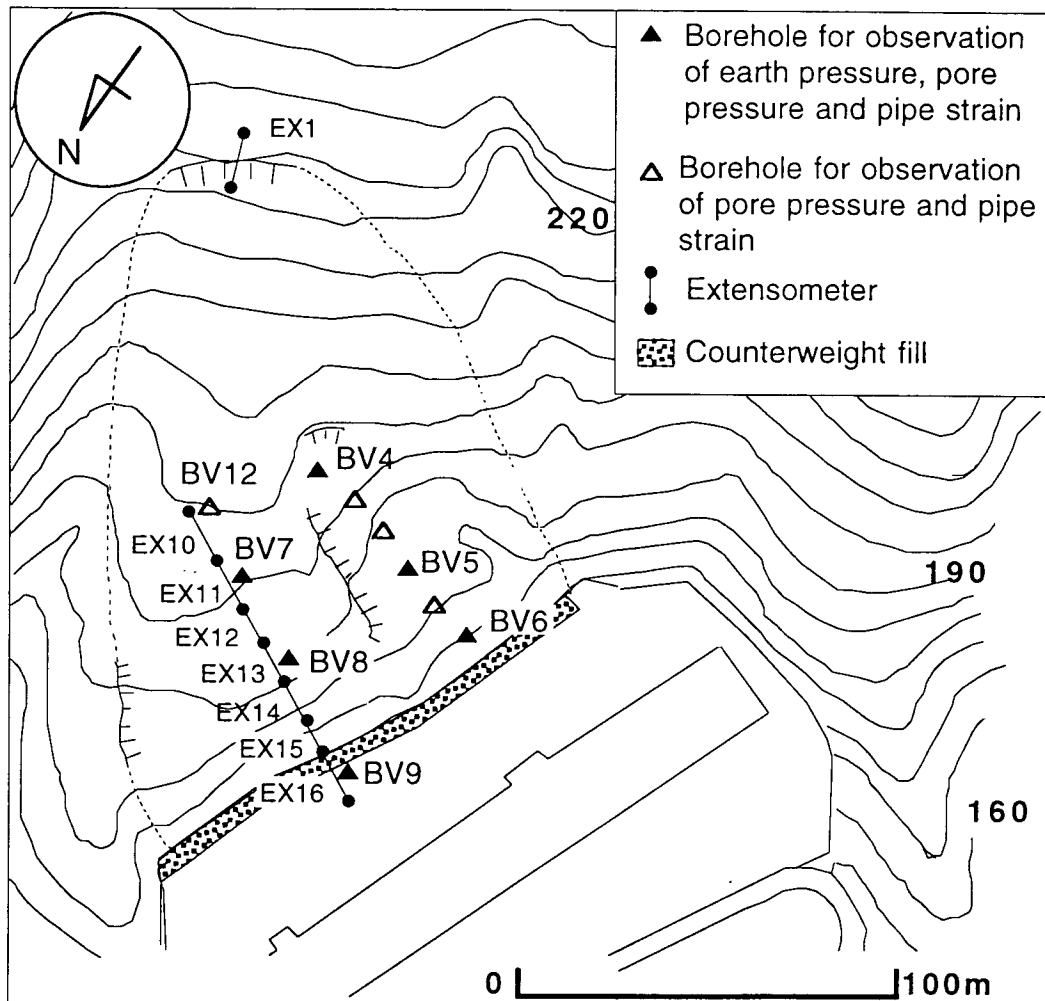 N
EX1
▲ Borehole for observation
of earth pressure, pore
pressure and pipe strain
△ Borehole for observation
of pore pressure and pipe
strain
Extensometer
Counterweight fill
220
BV12
BV4
EX10
BV7
BV5
190
EX11
BV6
EX12
BV8
EX13
EX14
EX15
BV9
EX16
160
0
100m